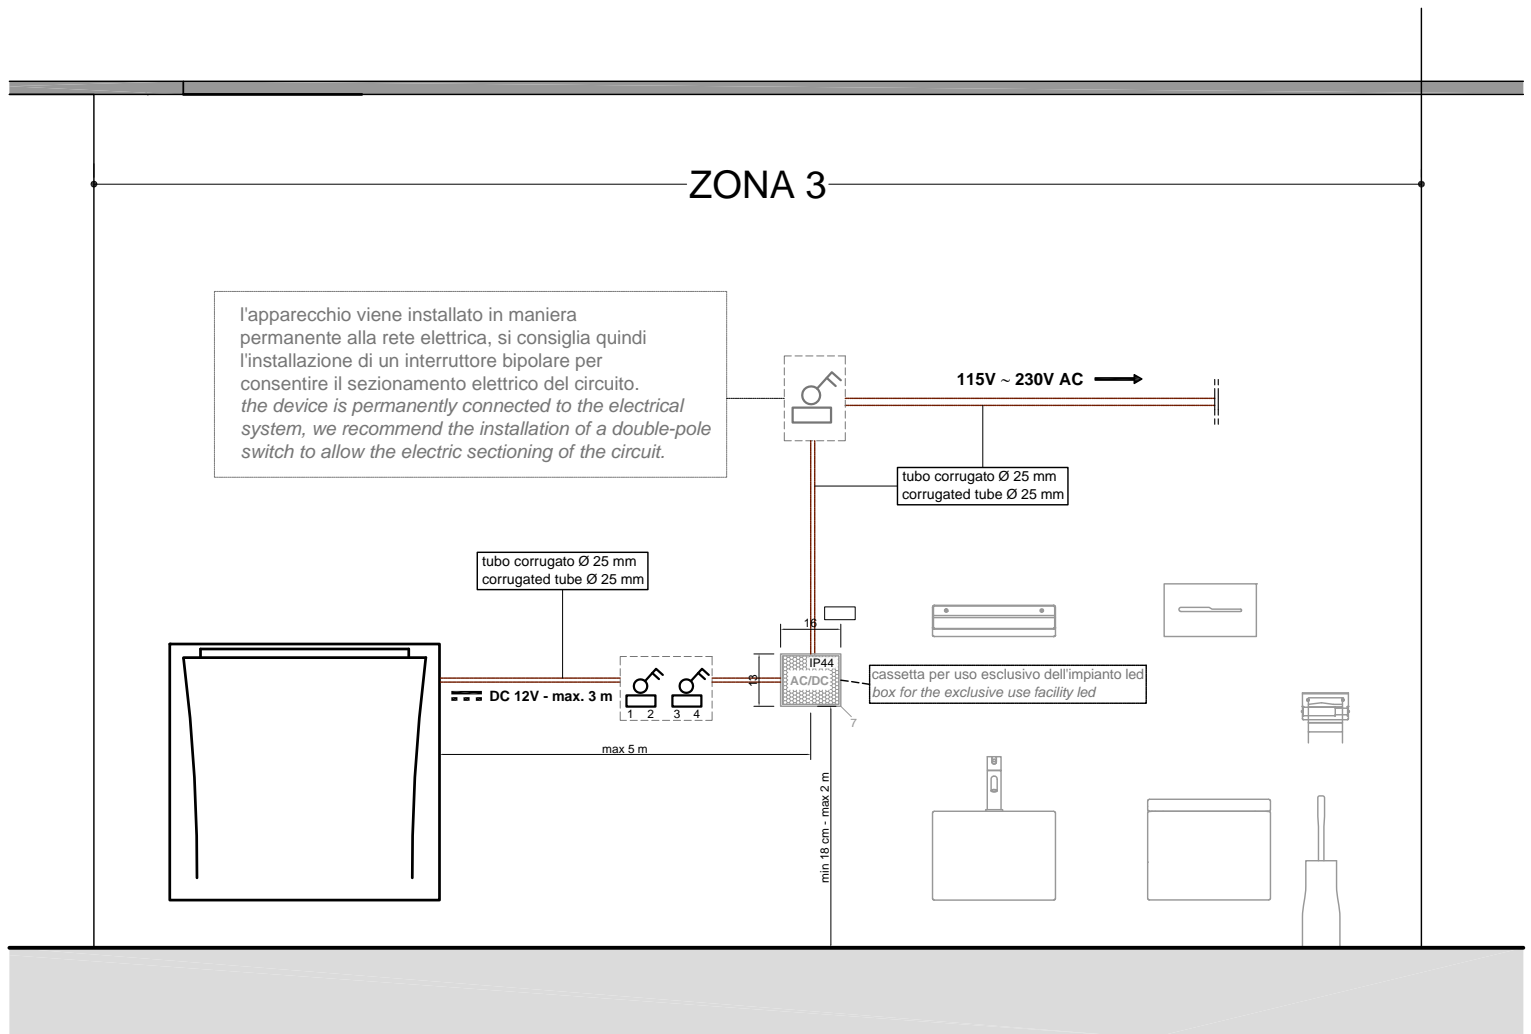 ZONA 3
l'apparecchio viene installato in maniera
permanente alla rete elettrica, si consiglia quindi
l'installazione di un interruttore bipolare per
consentire il sezionamento elettrico del circuito.
the device is permanently connected to the electrical
system, we recommend the installation of a double-pole
switch to allow the electric sectioning of the circuit.
115V ~ 230V AC
tubo corrugato Ø 25 mm
corrugated tube Ø 25 mm
tubo corrugato Ø 25 mm
corrugated tube Ø 25 mm
16
13
IP44
AC/DC
cassetta per uso esclusivo dell'impianto led
box for the exclusive use facility led
DC 12V - max. 3 m
1 2 3 4
7
max 5 m
min 18 cm - max 2 m